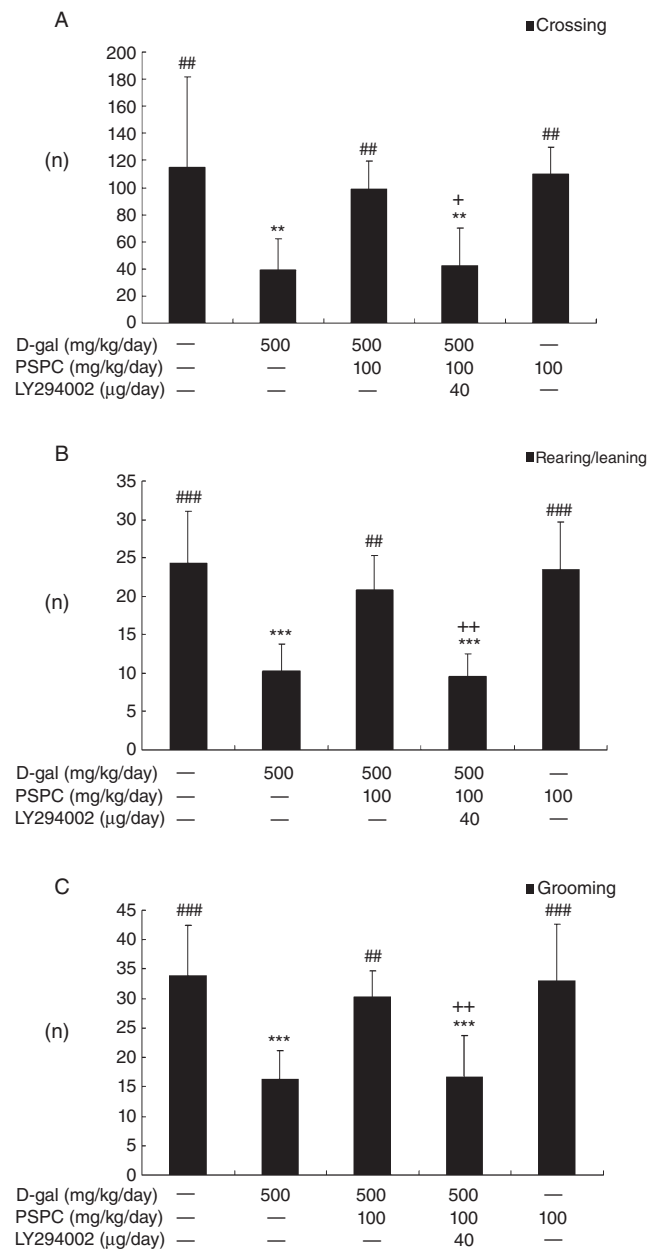 A
■Crossing
200
180
160
140
120
100
80
60
40
20
0
(n)
##
**
##
+
**
##
D-gal (mg/kg/day) — 500 500 500 —
PSPC (mg/kg/day) — — 100 100 100
LY294002 (μg/day) — — — 40 —
B
■Rearing/leaning
35
30
25
20
15
10
5
0
(n)
###
***
##
++
***
###
D-gal (mg/kg/day) — 500 500 500 —
PSPC (mg/kg/day) — — 100 100 100
LY294002 (μg/day) — — — 40 —
C
■Grooming
45
40
35
30
25
20
15
10
5
0
(n)
###
***
##
++
***
###
D-gal (mg/kg/day) — 500 500 500 —
PSPC (mg/kg/day) — — 100 100 100
LY294002 (μg/day) — — — 40 —